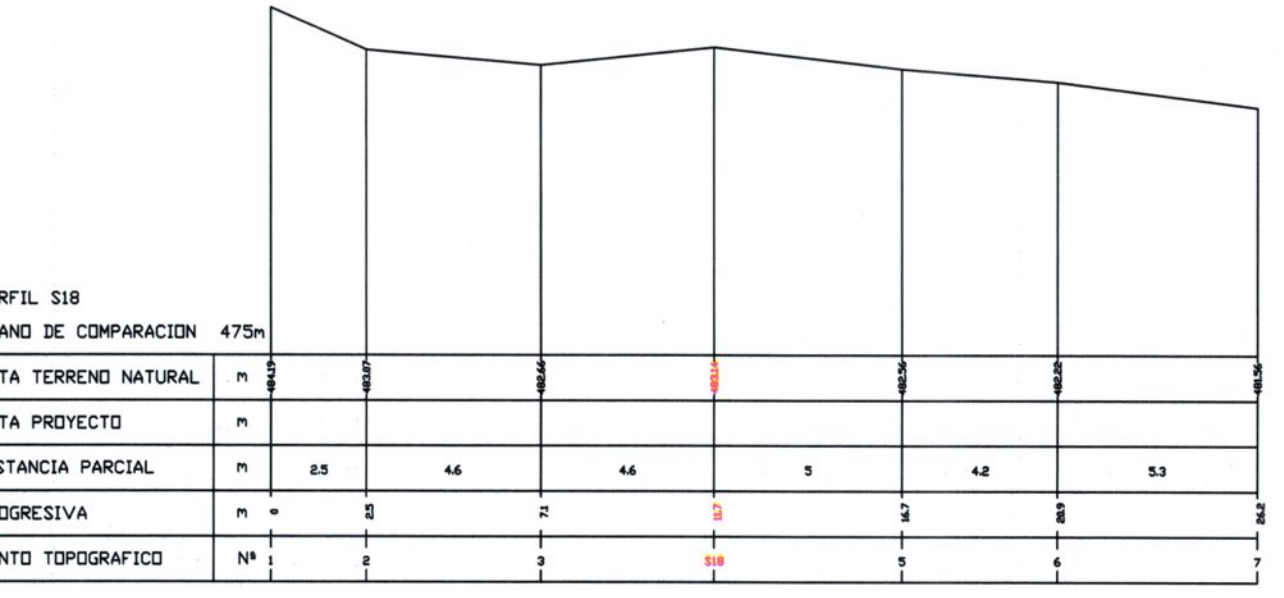 RFIL S18
ANO DE COMPARACION 475m
TA TERRENO NATURAL m 484.19 483.07 482.66 483.14 482.56 482.22 481.56
TA PROYECTO m
STANCIA PARCIAL m 2.5 4.6 4.6 5 4.2 5.3
OGRESIVA m 0 2.5 7.1 11.7 16.7 20.9 26.2
NTO TOPOGRAFICO Nº 1 2 3 S18 5 6 7